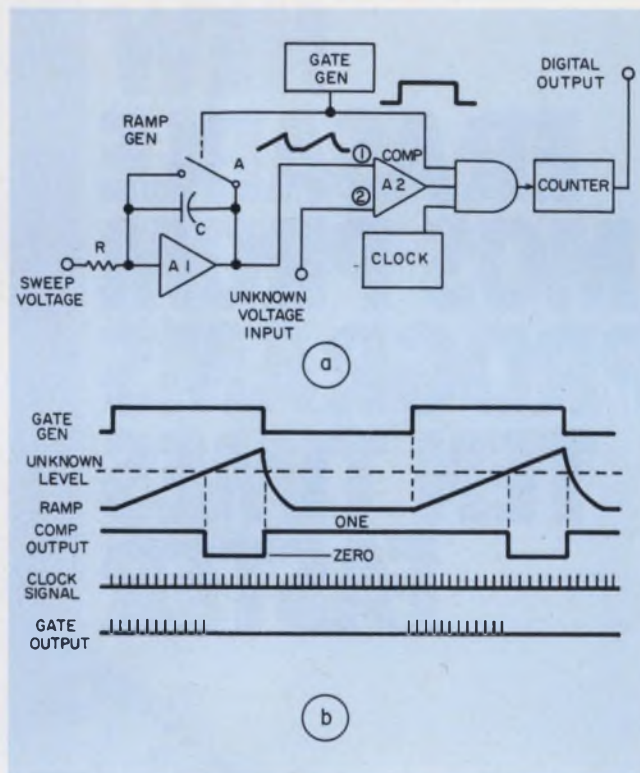 GATE
GEN
DIGITAL
OUTPUT
RAMP
GEN
A
①
COMP
A2
②
COUNTER
C
R
A1
CLOCK
SWEEP
VOLTAGE
UNKNOWN
VOLTAGE
INPUT
a
GATE
GEN
UNKNOWN
LEVEL
RAMP
COMP
OUTPUT
ONE
ZERO
CLOCK
SIGNAL
GATE
OUTPUT
b